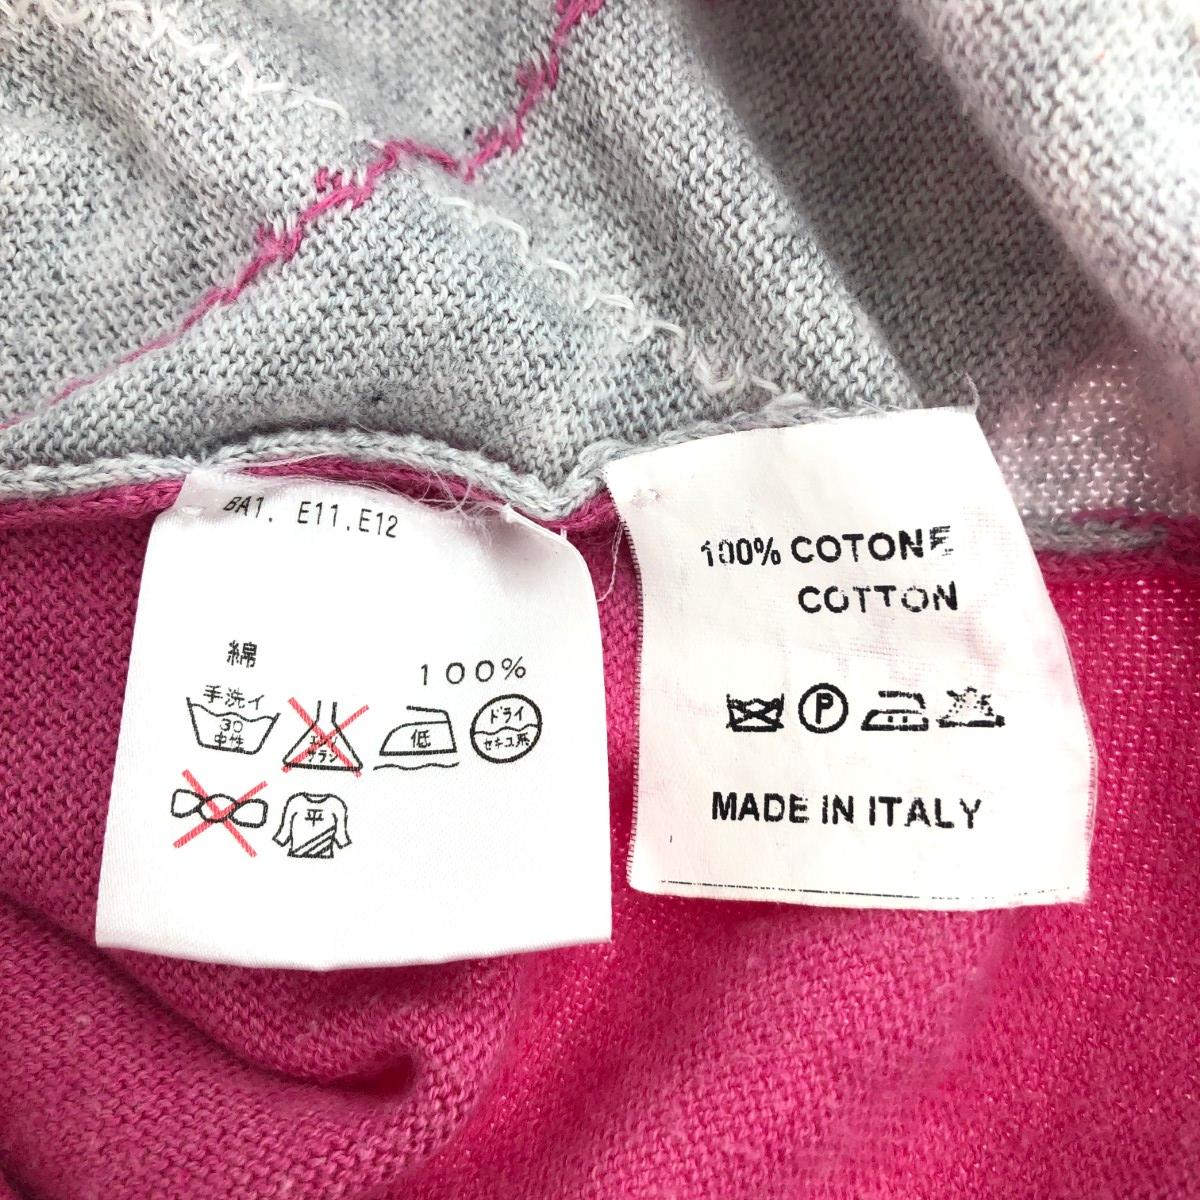 BA1. E11.E12
綿
100%
手洗イ
30
中性
エンソ
サラシ
低
ドライ
セキユ系
平
100% COTONE
COTTON
P
MADE IN ITALY